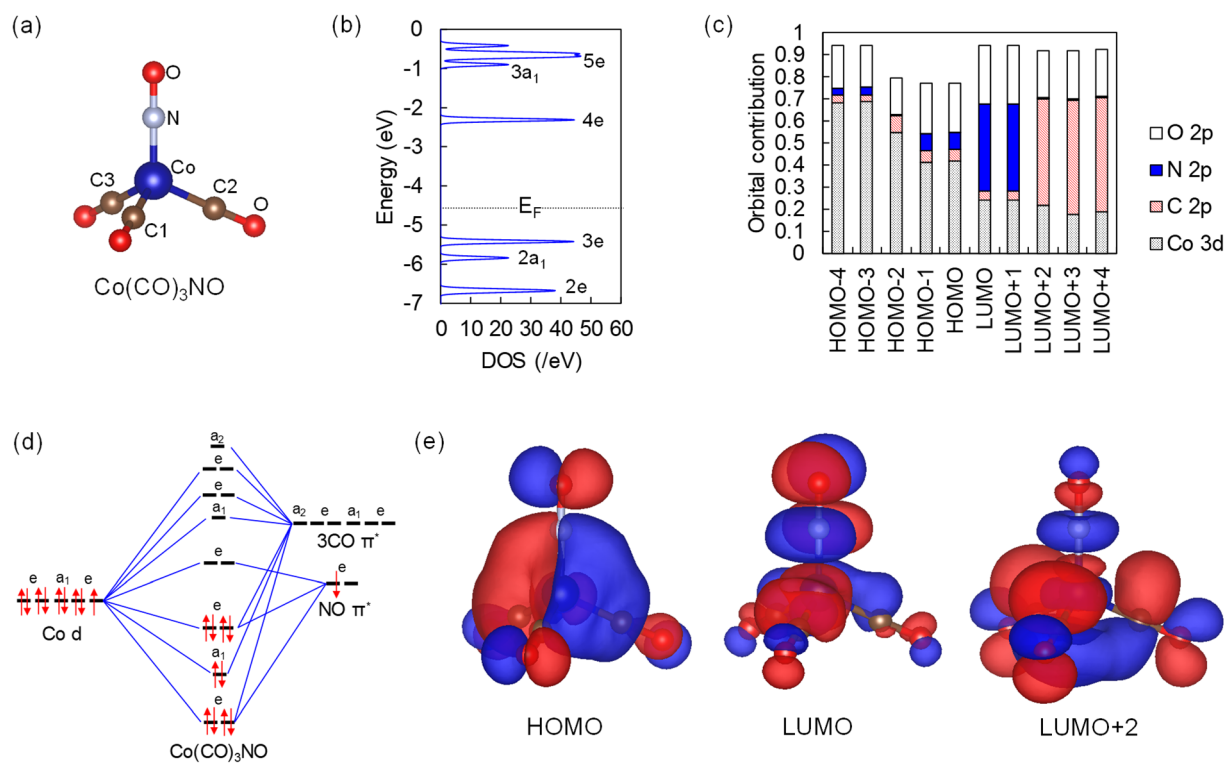 (a)
O
N
Co
C3
C2
C1
O
Co(CO)₃NO
(b)
Energy (eV)
0
-1
-2
-3
-4
-5
-6
-7
5e
3a₁
4e
E_F
3e
2a₁
2e
0 10 20 30 40 50 60
DOS (/eV)
(c)
Orbital contribution
1
0.9
0.8
0.7
0.6
0.5
0.4
0.3
0.2
0.1
0
HOMO-4
HOMO-3
HOMO-2
HOMO-1
HOMO
LUMO
LUMO+1
LUMO+2
LUMO+3
LUMO+4
O 2p
N 2p
C 2p
Co 3d
(d)
a₂
e
e
a₁
a₂ e a₁ e
3CO π*
e
e a₁ e
Co d
e
NO π*
e
a₁
e
Co(CO)₃NO
(e)
HOMO
LUMO
LUMO+2